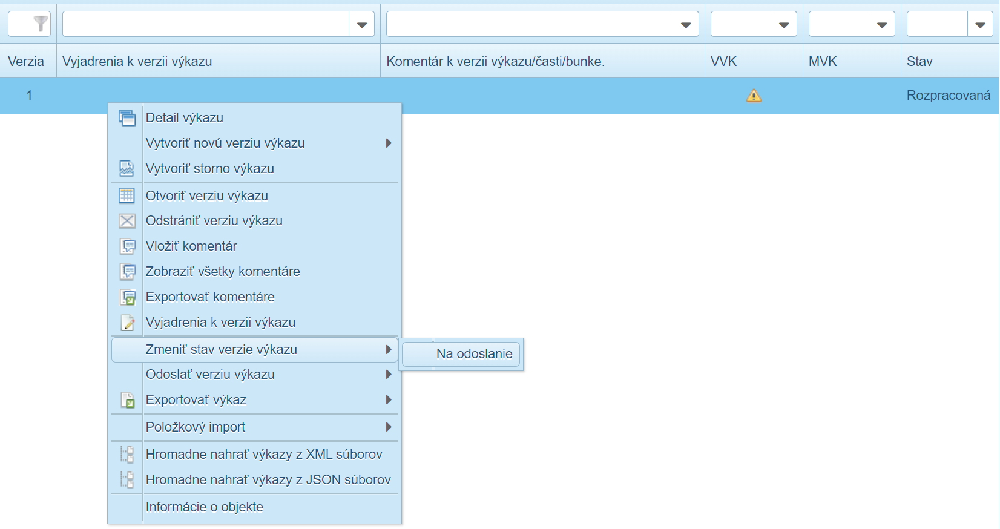 Verzia
Vyjadrenia k verzii výkazu
Komentár k verzii výkazu/časti/bunke.
VVK
MVK
Stav
1
Rozpracovaná
Detail výkazu
Vytvoriť novú verziu výkazu
Vytvoriť storno výkazu
Otvoriť verziu výkazu
Odstrániť verziu výkazu
Vložiť komentár
Zobraziť všetky komentáre
Exportovať komentáre
Vyjadrenia k verzii výkazu
Zmeniť stav verzie výkazu
Na odoslanie
Odoslať verziu výkazu
Exportovať výkaz
Položkový import
Hromadne nahrať výkazy z XML súborov
Hromadne nahrať výkazy z JSON súborov
Informácie o objekte